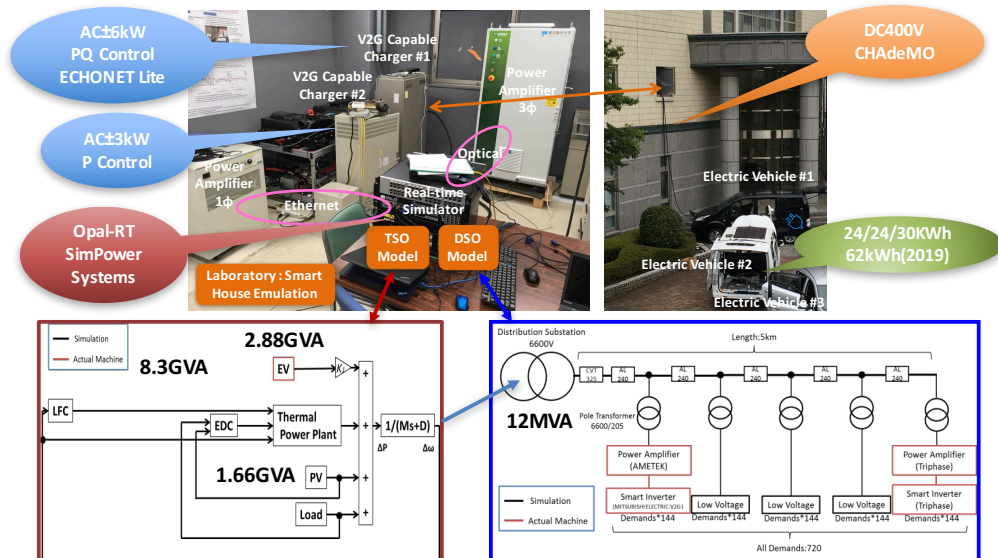 AC±6kW
PQ Control
ECHONET Lite
AC±3kW
P Control
Opal-RT
SimPower
Systems
V2G Capable
Charger #1
V2G Capable
Charger #2
Power
Amplifier
3ϕ
Optical
Power
Amplifier
1ϕ
Ethernet
Real-time
Simulator
TSO
Model
DSO
Model
Laboratory : Smart
House Emulation
DC400V
CHAdeMO
Electric Vehicle #1
24/24/30KWh
62kWh(2019)
Electric Vehicle #2
Electric Vehicle #3
Simulation
Actual Machine
2.88GVA
8.3GVA
EV
Ki
+
LFC
EDC
Thermal
Power Plant
+
1/(Ms+D)
ΔP
Δω
1.66GVA
PV
+
Load
+
Distribution Substation
6600V
Length:5km
CVT
325
AL
240
AL
240
AL
240
AL
240
AL
240
12MVA
Pole Transformer
6600/205
Power Amplifier
(AMETEK)
Power Amplifier
(Triphase)
Simulation
Actual Machine
Smart Inverter
(MITSUBISHI ELECTRIC:V2G)
Low Voltage
Low Voltage
Low Voltage
Smart Inverter
(Triphase)
Demands*144
Demands*144
Demands*144
Demands*144
Demands*144
All Demands:720